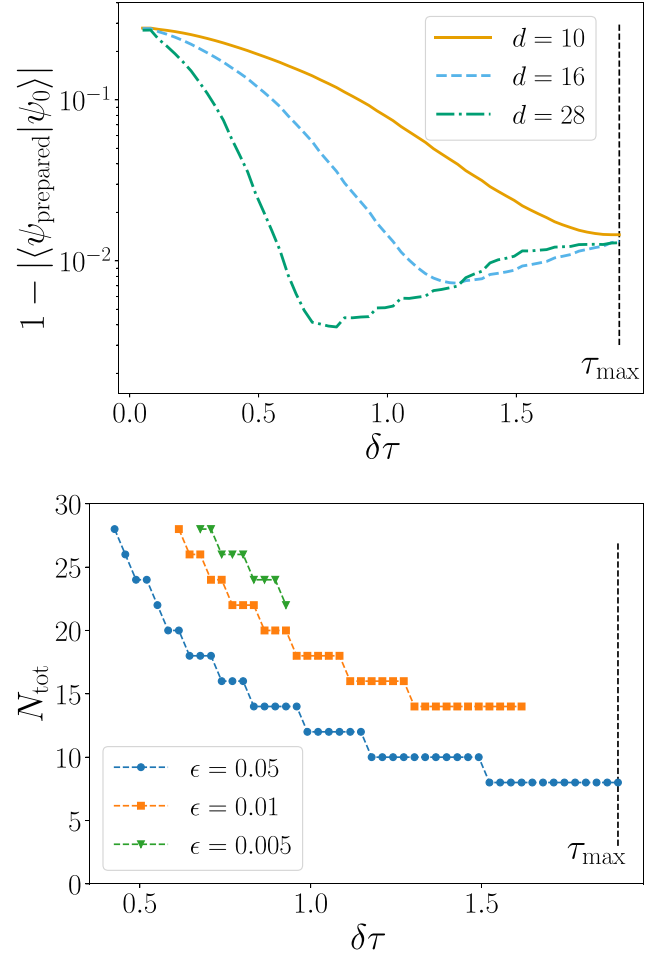 1 − |⟨ψ_prepared|ψ_0⟩|
10^−1
10^−2
d = 10
d = 16
d = 28
τ_max
0.0 0.5 1.0 1.5
δτ
N_tot
30
25
20
15
10
5
0
ϵ = 0.05
ϵ = 0.01
ϵ = 0.005
τ_max
0.5 1.0 1.5
δτ